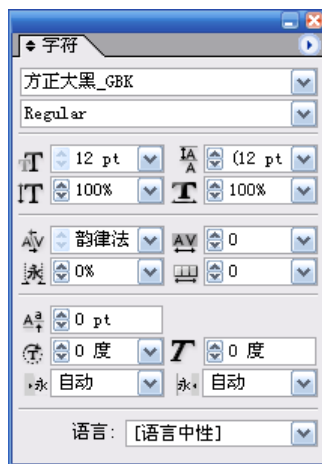 字符
方正大黑_GBK
Regular
12 pt (12 pt
100% 100%
韵律法 0
0% 0
0 pt
0 度 0 度
自动 自动
语言: [语言中性]